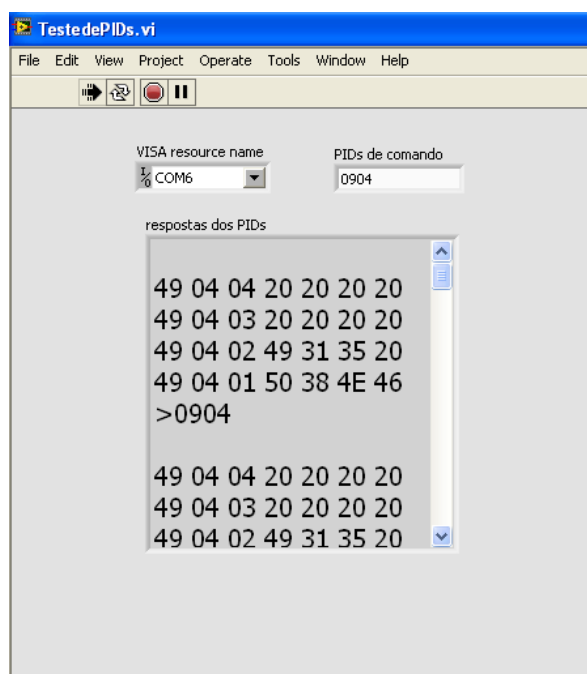 TestedePIDs.vi
File Edit View Project Operate Tools Window Help
VISA resource name
I/O COM6
PIDs de comando
0904
respostas dos PIDs
49 04 04 20 20 20 20
49 04 03 20 20 20 20
49 04 02 49 31 35 20
49 04 01 50 38 4E 46
>0904
49 04 04 20 20 20 20
49 04 03 20 20 20 20
49 04 02 49 31 35 20